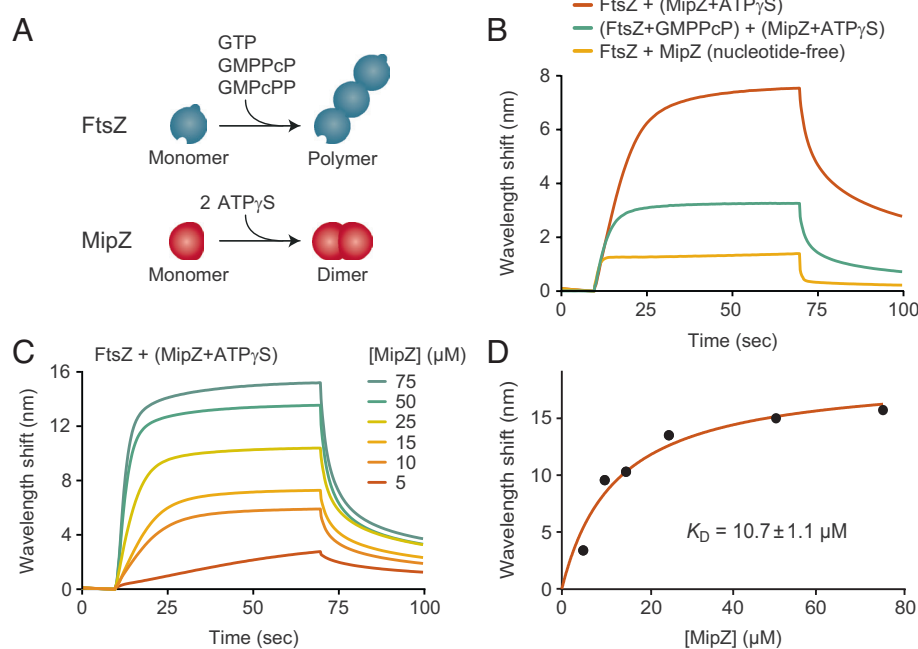 A
GTP
GMPPcP
GMPcPP
FtsZ
Monomer
Polymer
2 ATPγS
MipZ
Monomer
Dimer
B
FtsZ + (MipZ+ATPγS)
(FtsZ+GMPPcP) + (MipZ+ATPγS)
FtsZ + MipZ (nucleotide-free)
Wavelength shift (nm)
8
6
4
2
0
0 25 50 75 100
Time (sec)
C
FtsZ + (MipZ+ATPγS)
[MipZ] (μM)
75
50
25
15
10
5
Wavelength shift (nm)
16
12
8
4
0
0 25 50 75 100
Time (sec)
D
Wavelength shift (nm)
15
10
5
0
KD = 10.7±1.1 μM
0 20 40 60 80
[MipZ] (μM)